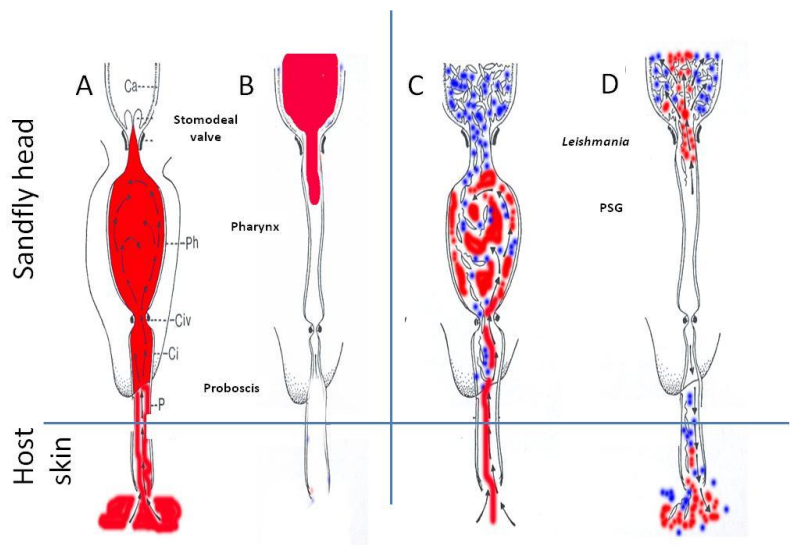 A
B
C
D
Ca
Stomodeal
valve
Leishmania
PSG
Pharynx
Ph
Civ
Ci
Proboscis
P
Sandfly head
Host
skin